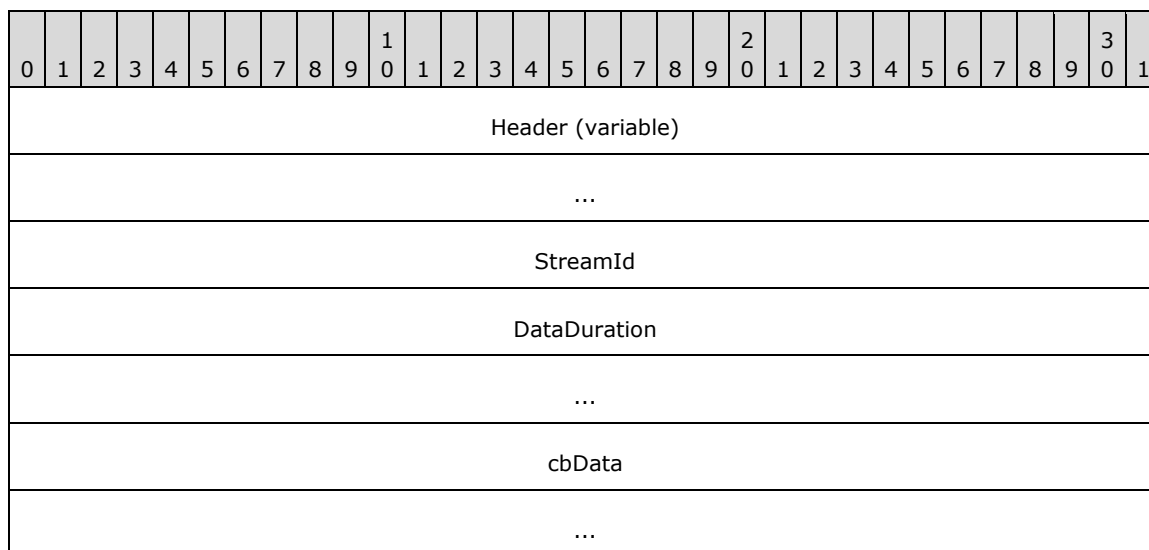 1 2 3
0 1 2 3 4 5 6 7 8 9 0 1 2 3 4 5 6 7 8 9 0 1 2 3 4 5 6 7 8 9 0 1
Header (variable)
...
StreamId
DataDuration
...
cbData
...